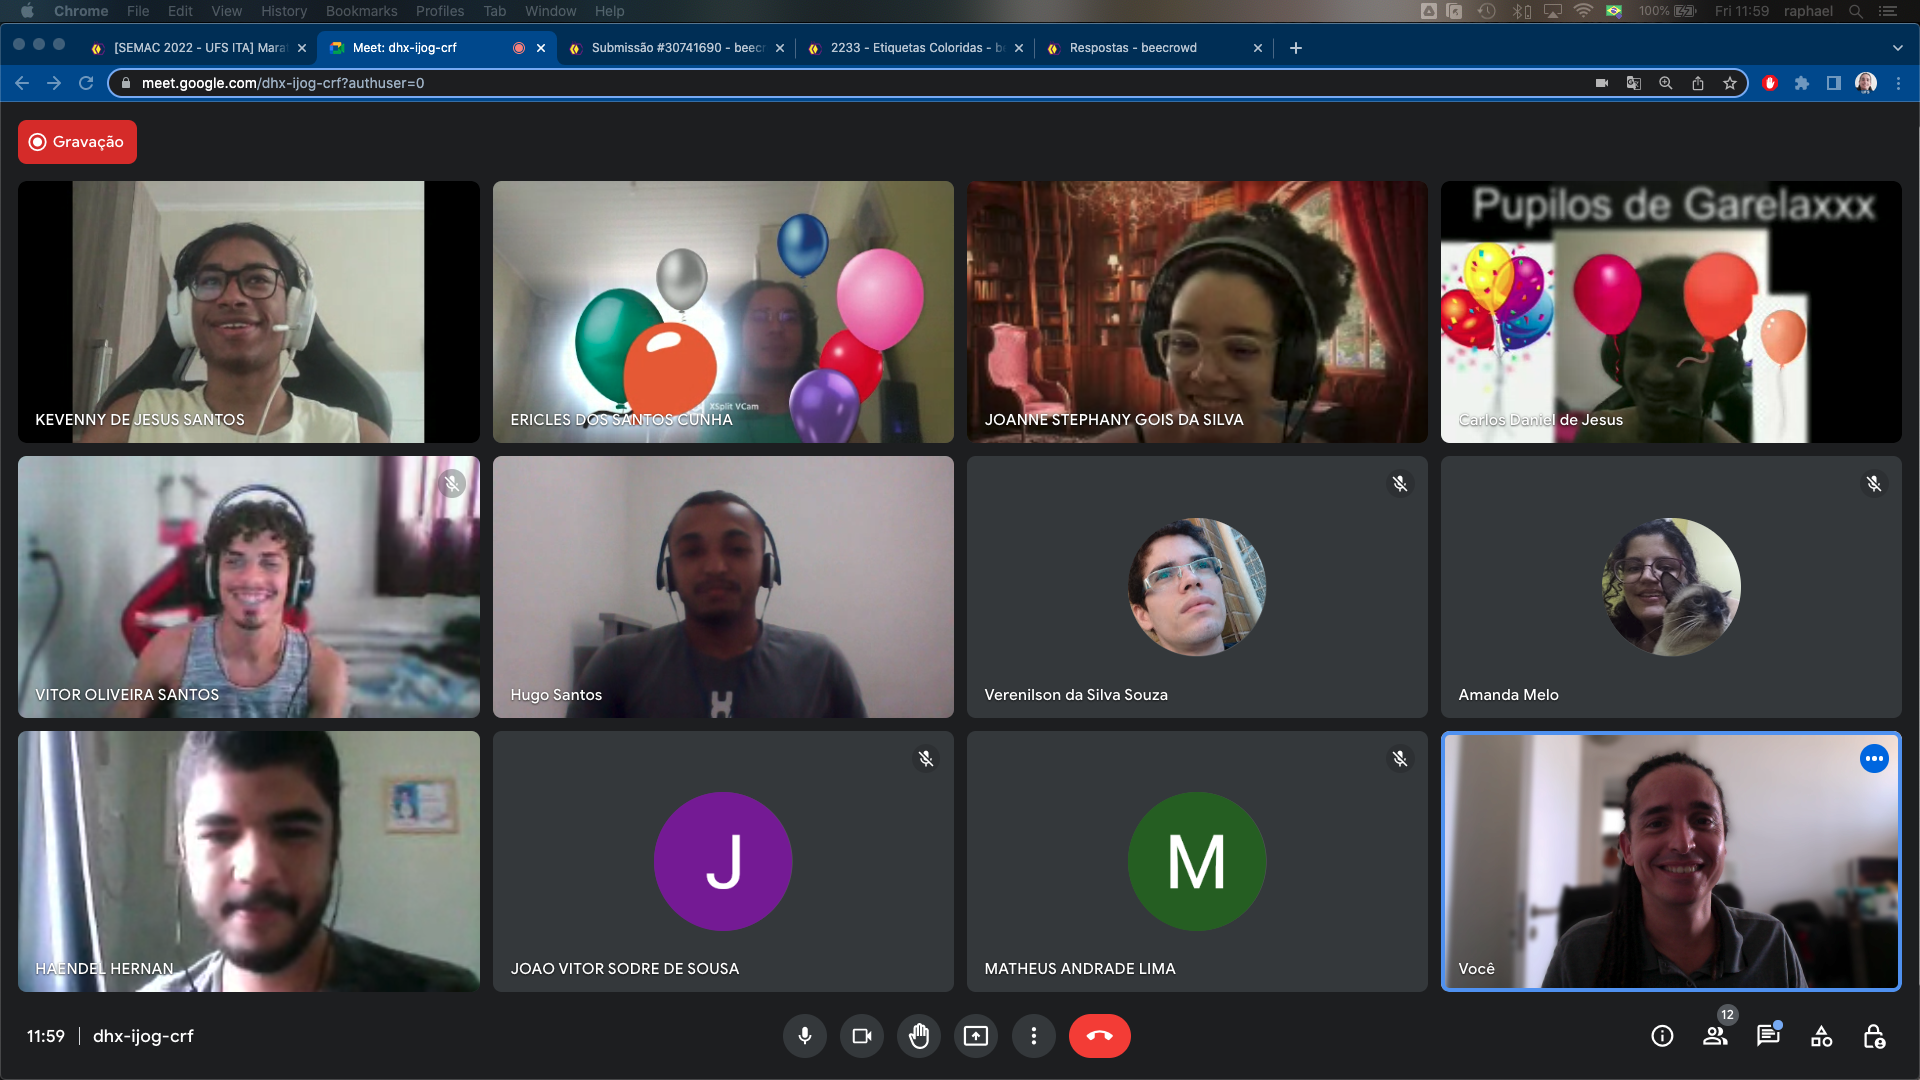 Chrome File Edit View History Bookmarks Profiles Tab Window Help 100% Fri 11:59 raphael
[SEMAC 2022 - UFS ITA] Mara Meet: dhx-ijog-crf Submissão #30741690 - beecr 2233 - Etiquetas Coloridas - be Respostas - beecrowd
meet.google.com/dhx-ijog-crf?authuser=0
Gravação
Pupilos de Garelaxxx
XSplit VCam
KEVENNY DE JESUS SANTOS ERICLES DOS SANTOS CUNHA JOANNE STEPHANY GOIS DA SILVA Carlos Daniel de Jesus
VITOR OLIVEIRA SANTOS Hugo Santos Verenilson da Silva Souza Amanda Melo
J M
HAENDEL HERNAN JOAO VITOR SODRE DE SOUSA MATHEUS ANDRADE LIMA Você
12
11:59 dhx-ijog-crf